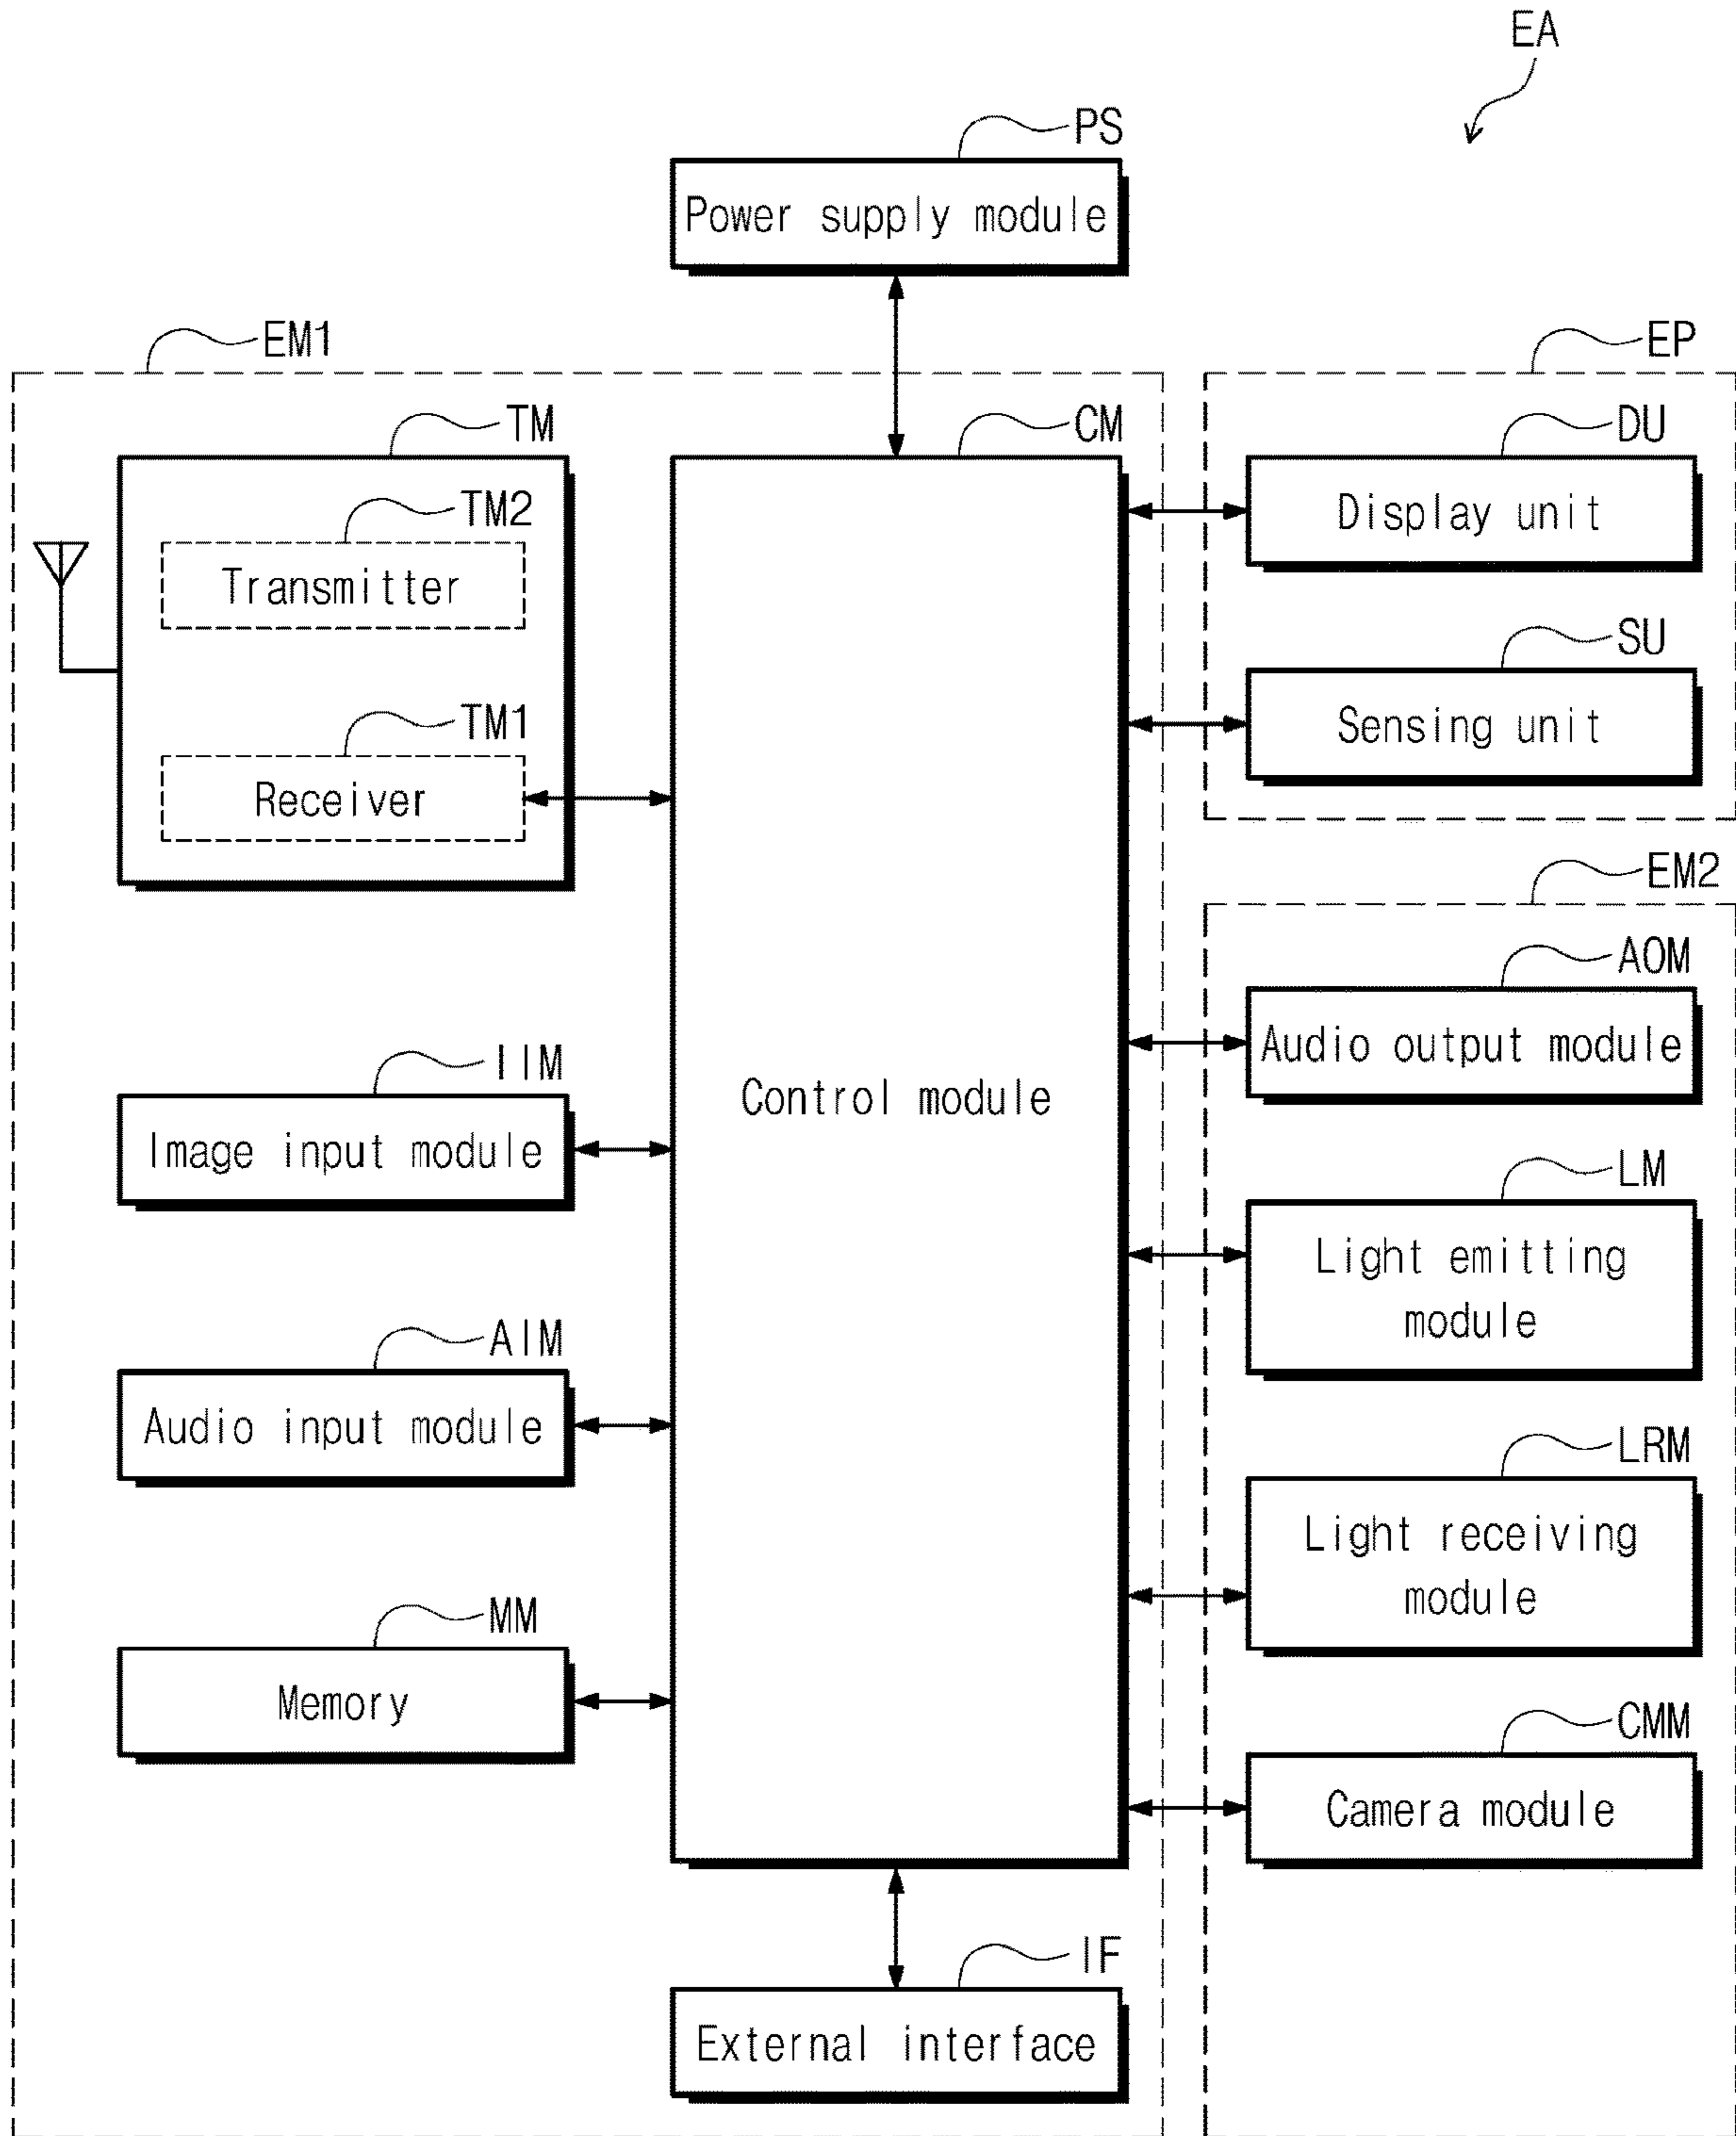 EA
PS
Power supply module
EM1
EP
TM
CM
DU
TM2
Transmitter
Display unit
SU
Sensing unit
TM1
Receiver
EM2
AOM
Audio output module
IIM
Image input module
Control module
LM
Light emitting
module
AIM
Audio input module
LRM
Light receiving
module
MM
Memory
CMM
Camera module
IF
External interface